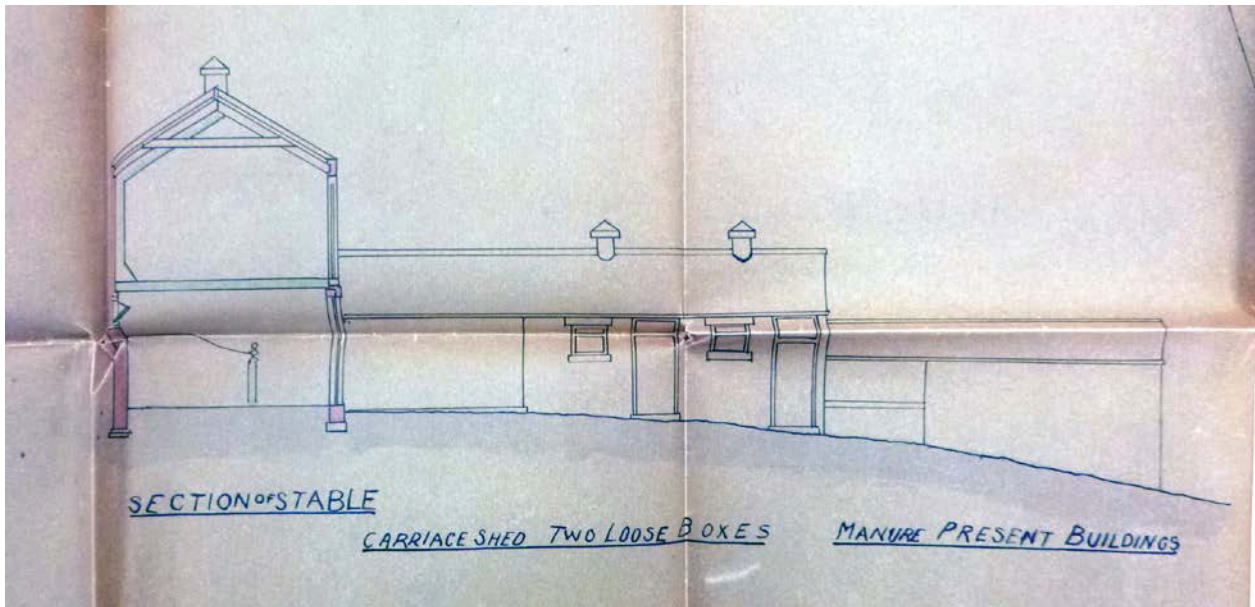 SECTION OF STABLE
CARRIACE SHED TWO LOOSE BOXES
MANURE PRESENT BUILDINGS